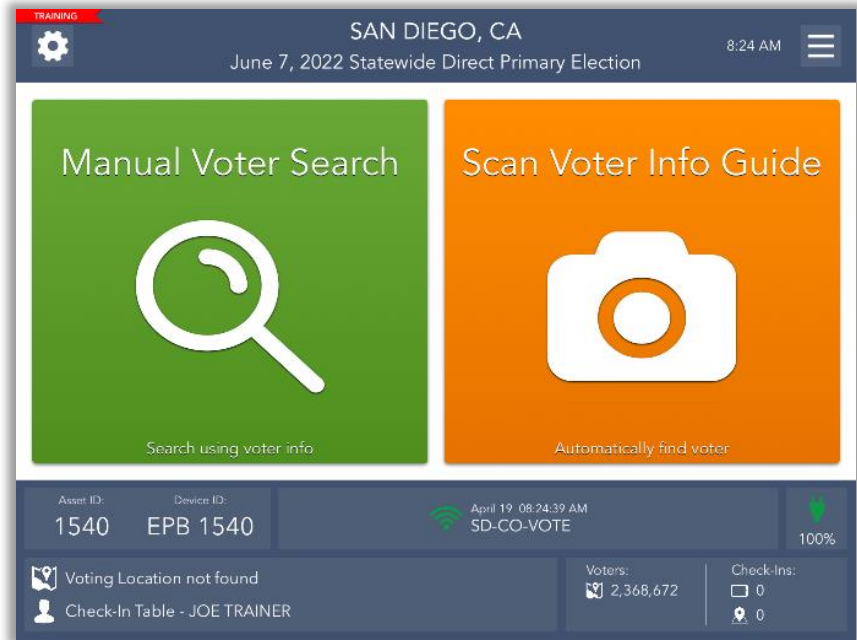 TRAINING
SAN DIEGO, CA
June 7, 2022 Statewide Direct Primary Election
8:24 AM
Manual Voter Search
Search using voter info
Scan Voter Info Guide
Automatically find voter
Asset ID:
1540
Device ID:
EPB 1540
April 19 08:24:39 AM
SD-CO-VOTE
100%
Voting Location not found
Check-In Table - JOE TRAINER
Voters:
2,368,672
Check-Ins:
0
0